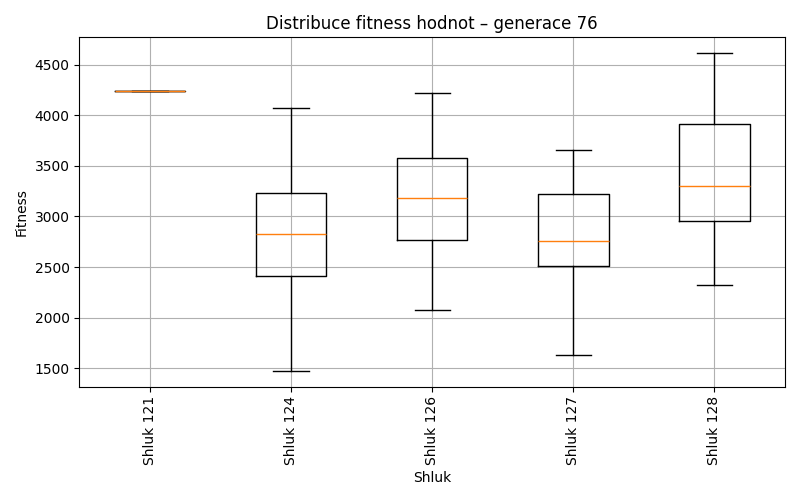 Distribuce fitness hodnot – generace 76
Fitness
4500
4000
3500
3000
2500
2000
1500
Shluk 121
Shluk 124
Shluk 126
Shluk 127
Shluk 128
Shluk